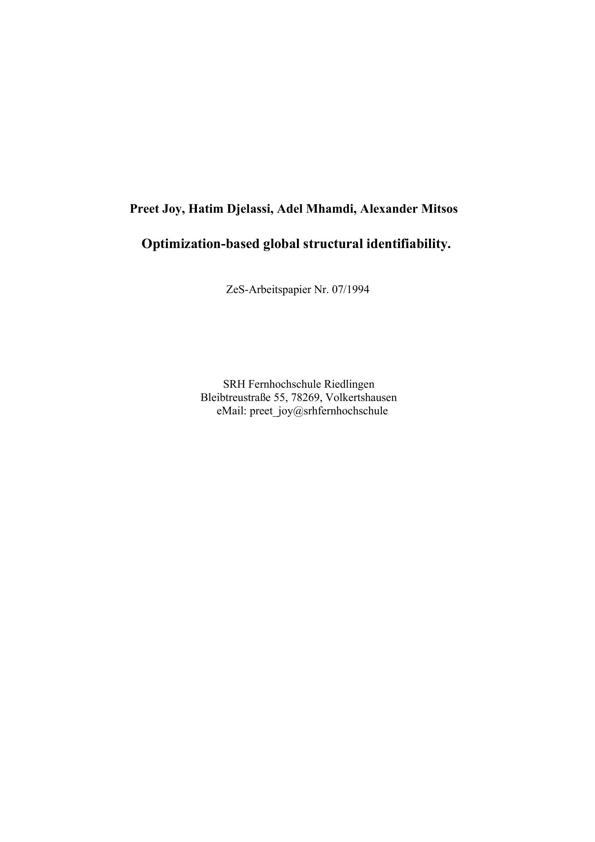 Preet Joy, Hatim Djelassi, Adel Mhamdi, Alexander Mitsos
Optimization-based global structural identifiability.
ZeS-Arbeitspapier Nr. 07/1994
SRH Fernhochschule Riedlingen
Bleibtreustraße 55, 78269, Volkertshausen
eMail: preet_joy@srhfernhochschule